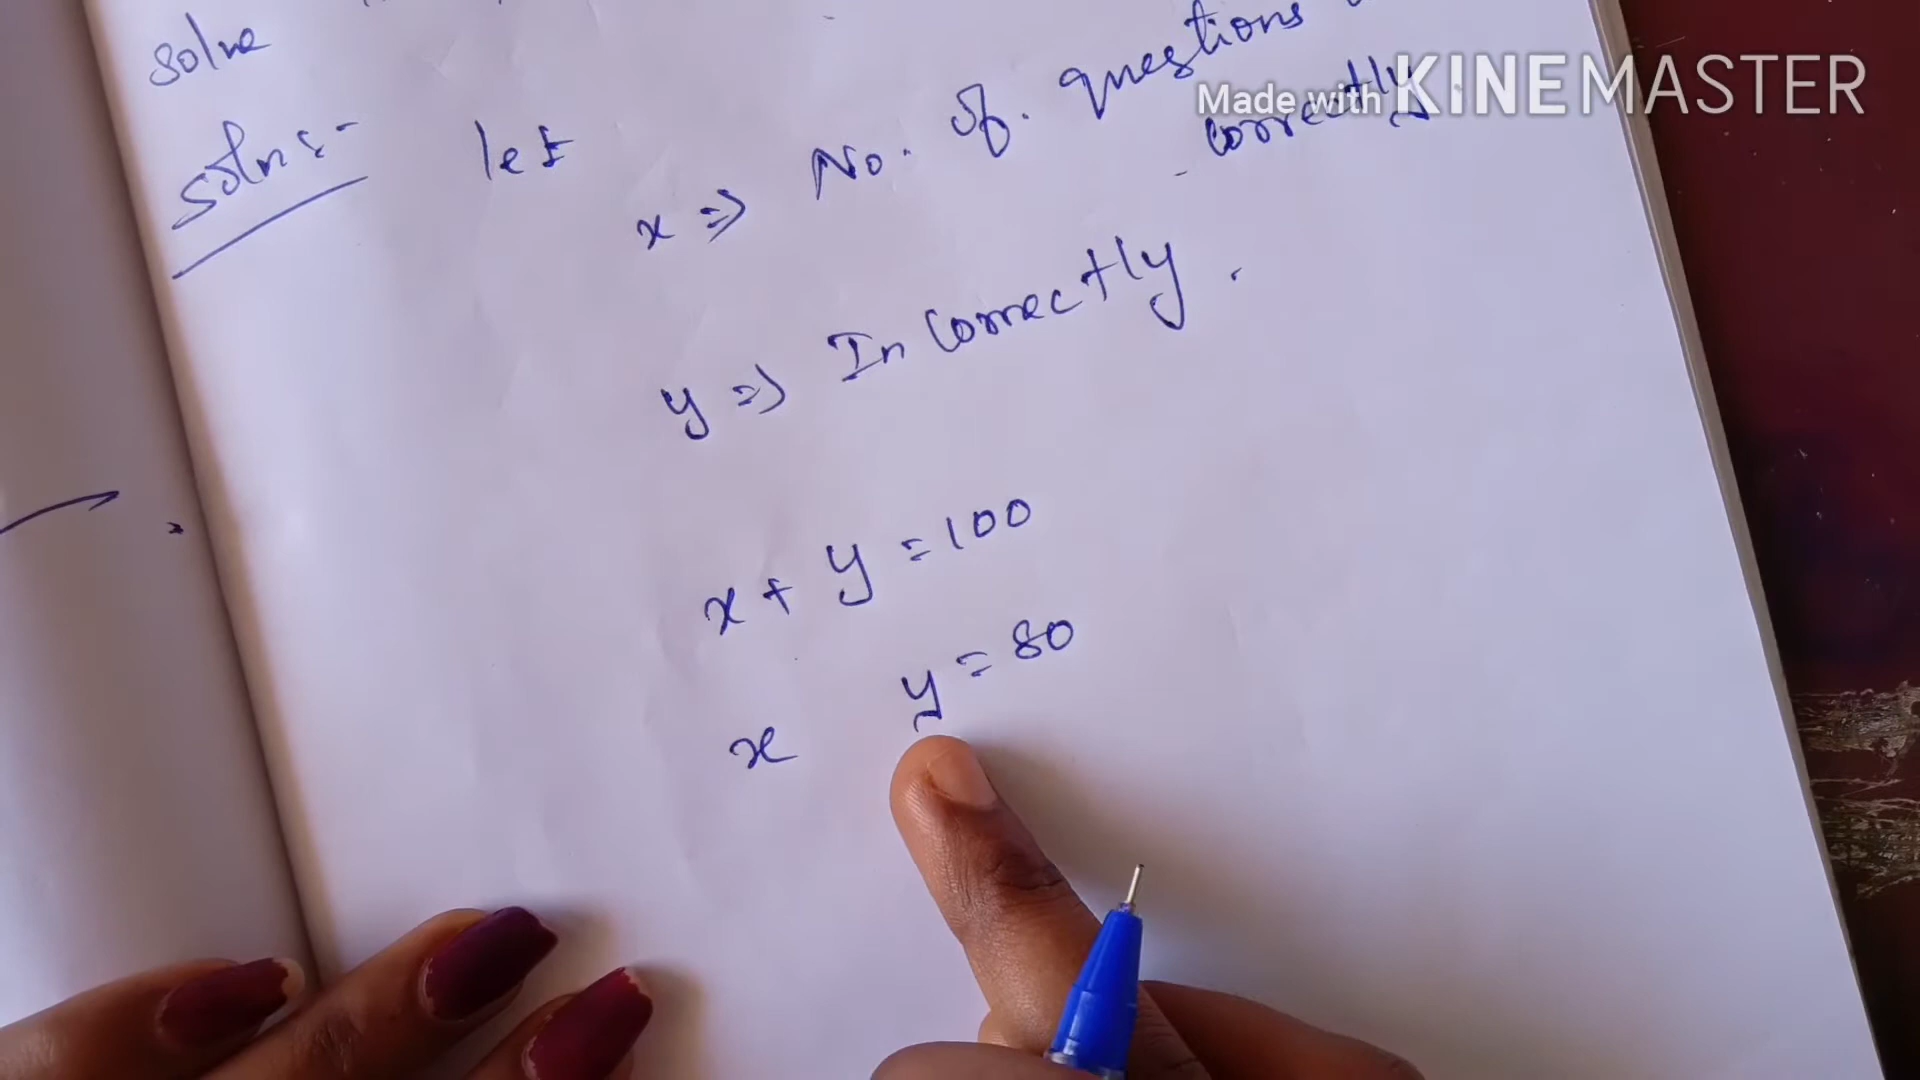 solve
Soln:- let
x => No. of. questions
correctly
y => In correctly.
x + y = 100
x y = 80
Made with KINEMASTER